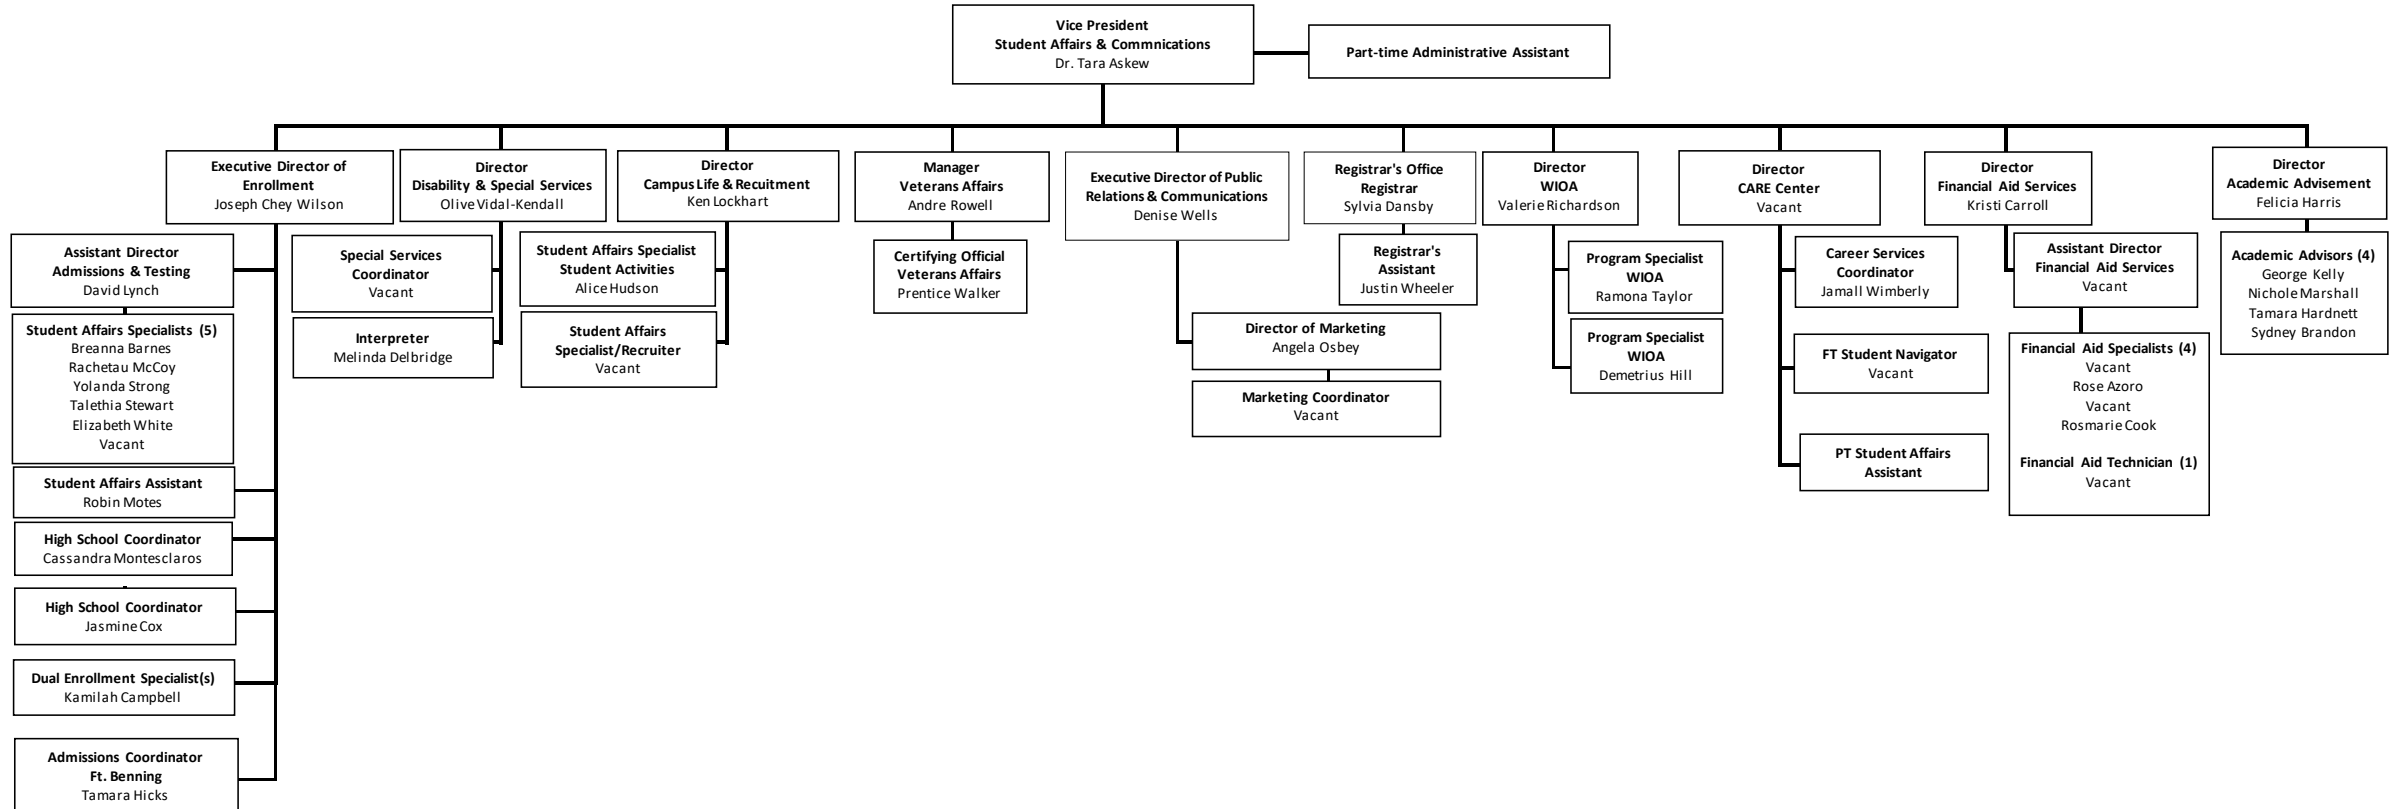 Vice President
Student Affairs & Commnications
Dr. Tara Askew
Part-time Administrative Assistant
Executive Director of
Enrollment
Joseph Chey Wilson
Director
Disability & Special Services
Olive Vidal-Kendall
Director
Campus Life & Recuitment
Ken Lockhart
Manager
Veterans Affairs
Andre Rowell
Executive Director of Public
Relations & Communications
Denise Wells
Registrar's Office
Registrar
Sylvia Dansby
Director
WIOA
Valerie Richardson
Director
CARE Center
Vacant
Director
Financial Aid Services
Kristi Carroll
Director
Academic Advisement
Felicia Harris
Assistant Director
Admissions & Testing
David Lynch
Student Affairs Specialists (5)
Breanna Barnes
Rachetau McCoy
Yolanda Strong
Talethia Stewart
Elizabeth White
Vacant
Student Affairs Assistant
Robin Motes
High School Coordinator
Cassandra Montesclaros
High School Coordinator
Jasmine Cox
Dual Enrollment Specialist(s)
Kamilah Campbell
Admissions Coordinator
Ft. Benning
Tamara Hicks
Special Services
Coordinator
Vacant
Interpreter
Melinda Delbridge
Student Affairs Specialist
Student Activities
Alice Hudson
Student Affairs
Specialist/Recruiter
Vacant
Certifying Official
Veterans Affairs
Prentice Walker
Director of Marketing
Angela Osbey
Marketing Coordinator
Vacant
Registrar's
Assistant
Justin Wheeler
Program Specialist
WIOA
Ramona Taylor
Program Specialist
WIOA
Demetrius Hill
Career Services
Coordinator
Jamall Wimberly
FT Student Navigator
Vacant
PT Student Affairs
Assistant
Assistant Director
Financial Aid Services
Vacant
Financial Aid Specialists (4)
Vacant
Rose Azoro
Vacant
Rosmarie Cook
Financial Aid Technician (1)
Vacant
Academic Advisors (4)
George Kelly
Nichole Marshall
Tamara Hardnett
Sydney Brandon